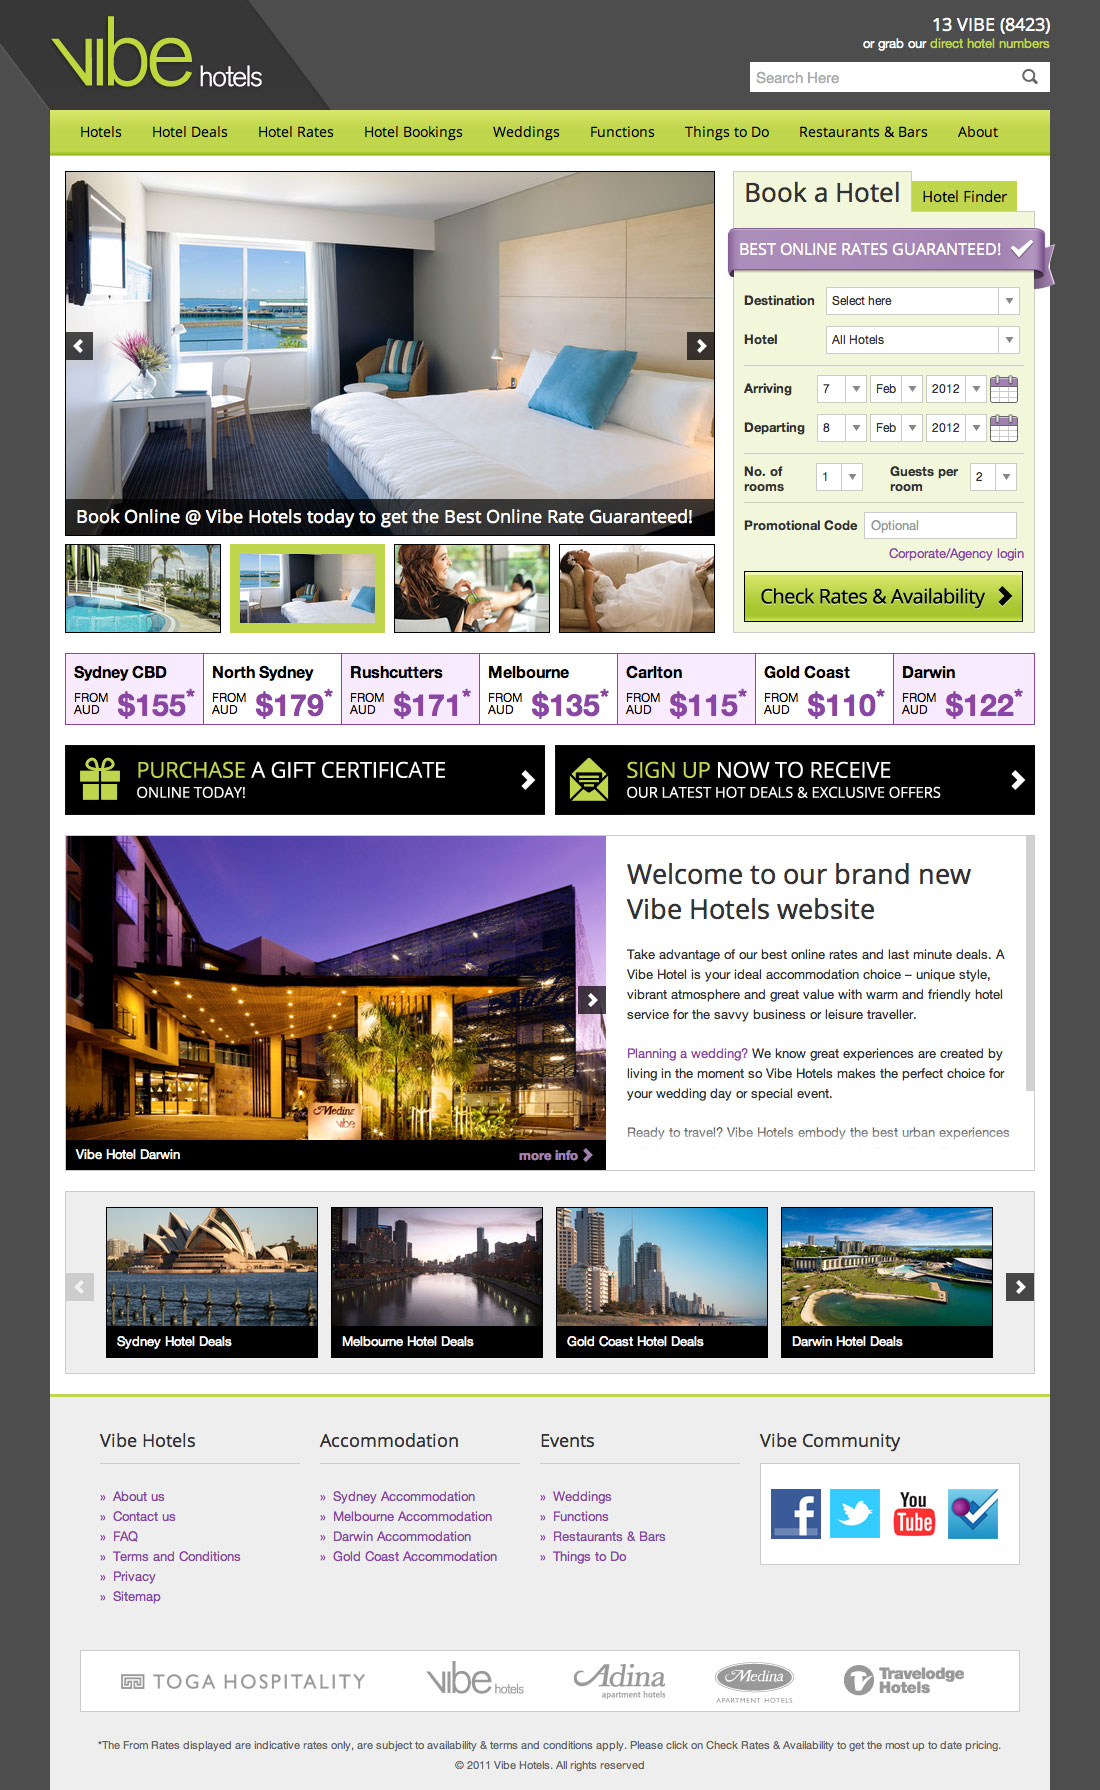 vibe hotels
13 VIBE (8423)
or grab our direct hotel numbers
Search Here
Hotels Hotel Deals Hotel Rates Hotel Bookings Weddings Functions Things to Do Restaurants & Bars About
Book a Hotel Hotel Finder
BEST ONLINE RATES GUARANTEED!
Destination Select here
Hotel All Hotels
Arriving 7 Feb 2012
Departing 8 Feb 2012
No. of rooms 1 Guests per room 2
Promotional Code Optional
Corporate/Agency login
Check Rates & Availability
Book Online @ Vibe Hotels today to get the Best Online Rate Guaranteed!
Sydney CBD FROM AUD $155*
North Sydney FROM AUD $179*
Rushcutters FROM AUD $171*
Melbourne FROM AUD $135*
Carlton FROM AUD $115*
Gold Coast FROM AUD $110*
Darwin FROM AUD $122*
PURCHASE A GIFT CERTIFICATE
ONLINE TODAY!
SIGN UP NOW TO RECEIVE
OUR LATEST HOT DEALS & EXCLUSIVE OFFERS
Medina
vibe
Vibe Hotel Darwin more info
Welcome to our brand new
Vibe Hotels website
Take advantage of our best online rates and last minute deals. A
Vibe Hotel is your ideal accommodation choice – unique style,
vibrant atmosphere and great value with warm and friendly hotel
service for the savvy business or leisure traveller.
Planning a wedding? We know great experiences are created by
living in the moment so Vibe Hotels makes the perfect choice for
your wedding day or special event.
Ready to travel? Vibe Hotels embody the best urban experiences
Sydney Hotel Deals
Melbourne Hotel Deals
Gold Coast Hotel Deals
Darwin Hotel Deals
Vibe Hotels
» About us
» Contact us
» FAQ
» Terms and Conditions
» Privacy
» Sitemap
Accommodation
» Sydney Accommodation
» Melbourne Accommodation
» Darwin Accommodation
» Gold Coast Accommodation
Events
» Weddings
» Functions
» Restaurants & Bars
» Things to Do
Vibe Community
f
You
Tube
TOGA HOSPITALITY
vibe hotels
Adina
apartment hotels
Medina
APARTMENT HOTELS
Travelodge
Hotels
*The From Rates displayed are indicative rates only, are subject to availability & terms and conditions apply. Please click on Check Rates & Availability to get the most up to date pricing.
© 2011 Vibe Hotels. All rights reserved